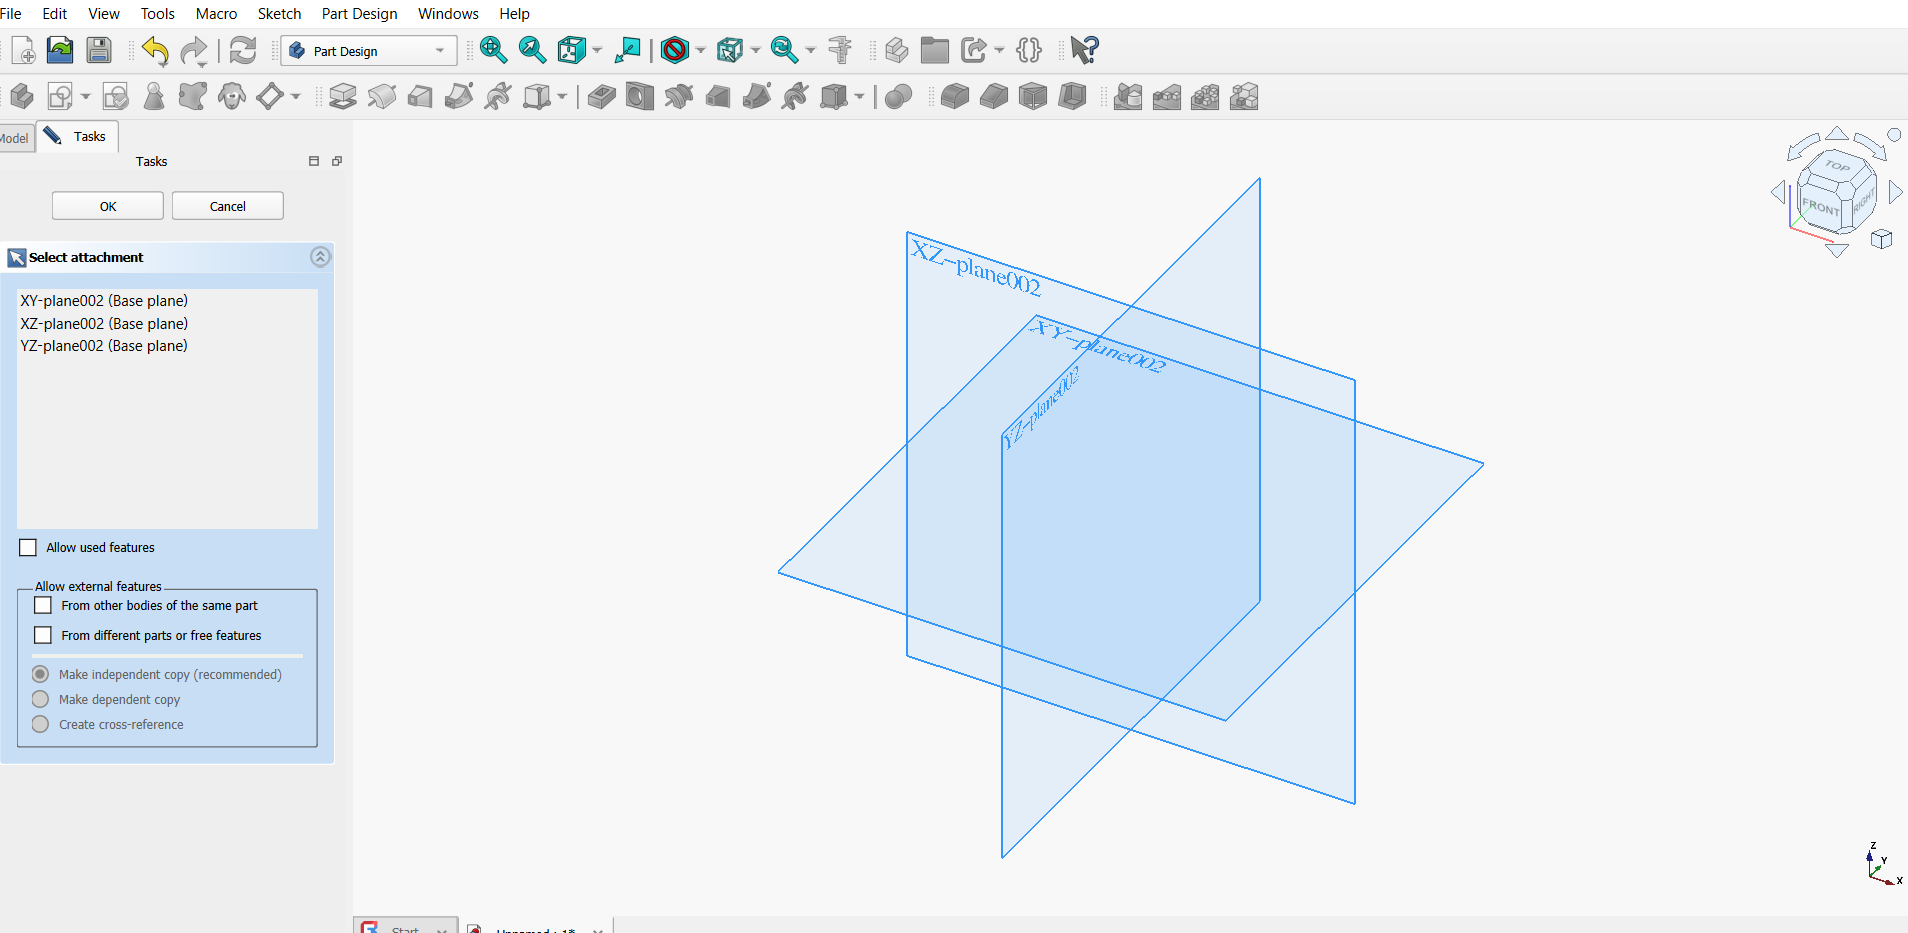 File Edit View Tools Macro Sketch Part Design Windows Help
Part Design
Model Tasks
Tasks
OK Cancel
Select attachment
XY-plane002 (Base plane)
XZ-plane002 (Base plane)
YZ-plane002 (Base plane)
Allow used features
Allow external features
From other bodies of the same part
From different parts or free features
Make independent copy (recommended)
Make dependent copy
Create cross-reference
XZ-plane002
XY-plane002
YZ-plane002
TOP
FRONT RIGHT
Z
Y
X
Start Unnamed : 1*